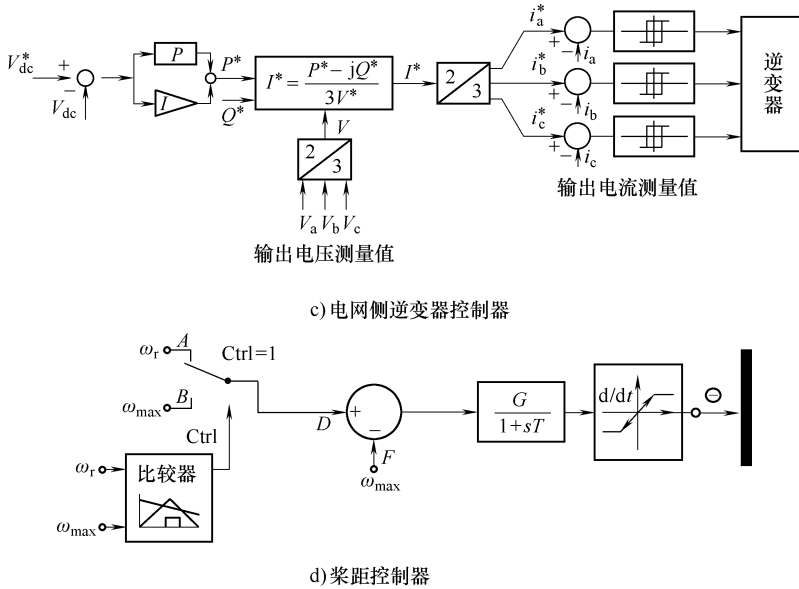 V*dc + − Vdc
P
I
P*
Q*
I* = (P* − jQ*) / 3V*
I*
V
2 3
Va Vb Vc
输出电压测量值
2 3
i*a + − ia
i*b + − ib
i*c + − ic
输出电流测量值
逆变器
c) 电网侧逆变器控制器
ωr A
Ctrl=1
ωmax B
Ctrl
ωr
比较器
ωmax
D + −
F
ωmax
G / (1+sT)
d/dt
⊖
d) 桨距控制器